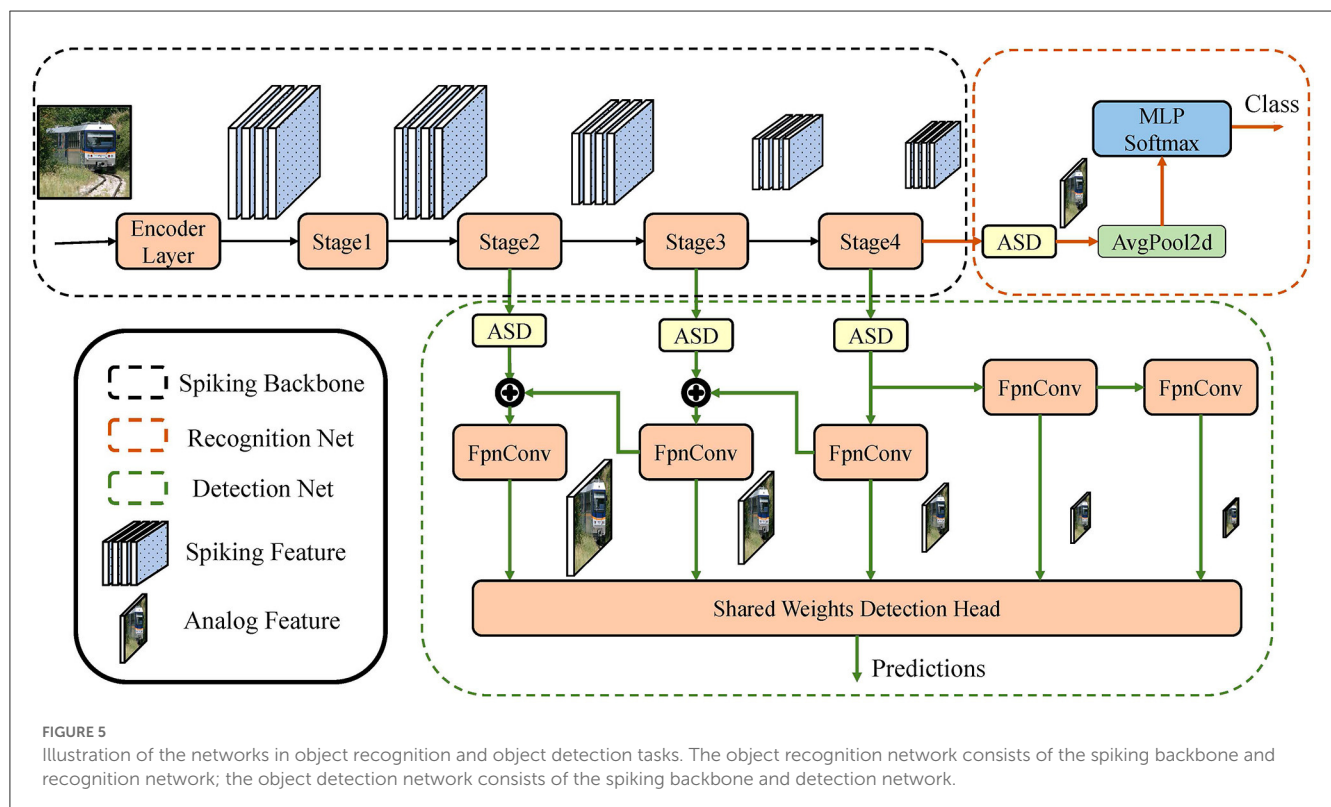 Encoder
Layer
Stage1
Stage2
Stage3
Stage4
ASD
AvgPool2d
MLP
Softmax
Class
ASD
ASD
ASD
FpnConv
FpnConv
FpnConv
FpnConv
FpnConv
Shared Weights Detection Head
Predictions
Spiking Backbone
Recognition Net
Detection Net
Spiking Feature
Analog Feature
FIGURE 5
Illustration of the networks in object recognition and object detection tasks. The object recognition network consists of the spiking backbone and
recognition network; the object detection network consists of the spiking backbone and detection network.